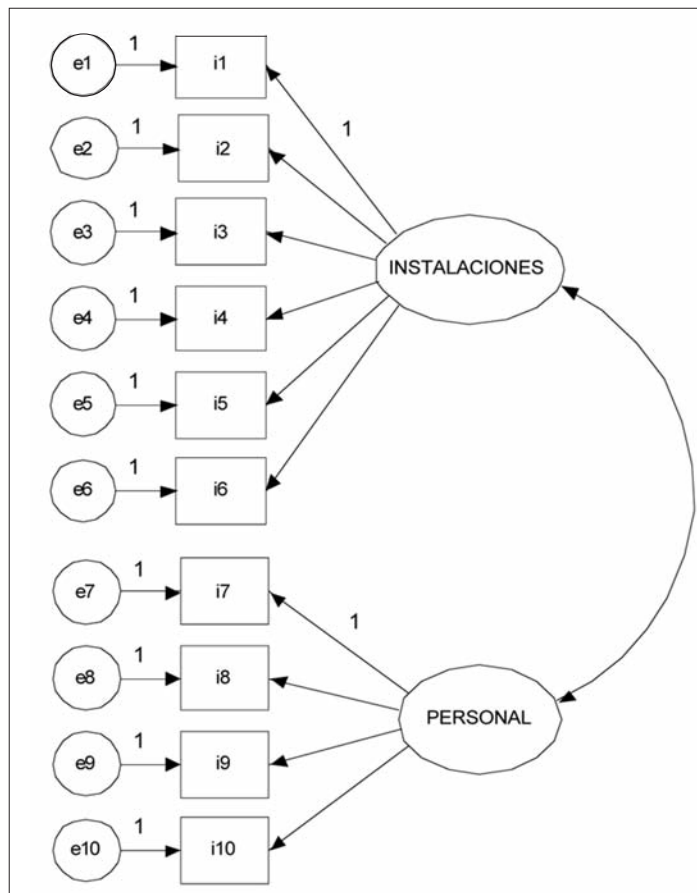 1
e1 i1
1
1
e2 i2
1
e3 i3
INSTALACIONES
1
e4 i4
1
e5 i5
1
e6 i6
1
e7 i7
1
1
e8 i8
PERSONAL
1
e9 i9
1
e10 i10